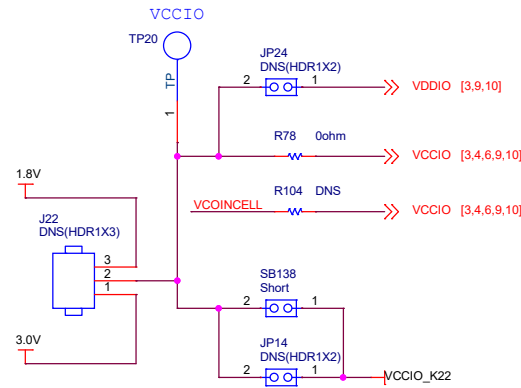 VCCIO
TP20
TP
1
JP24
DNS(HDR1X2)
2 1
VDDIO [3,9,10]
R78 0ohm
VCCIO [3,4,6,9,10]
R104 DNS
VCOINCELL
VCCIO [3,4,6,9,10]
1.8V
J22
DNS(HDR1X3)
3
2
1
3.0V
SB138
Short
2 1
JP14
DNS(HDR1X2)
2 1
VCCIO_K22